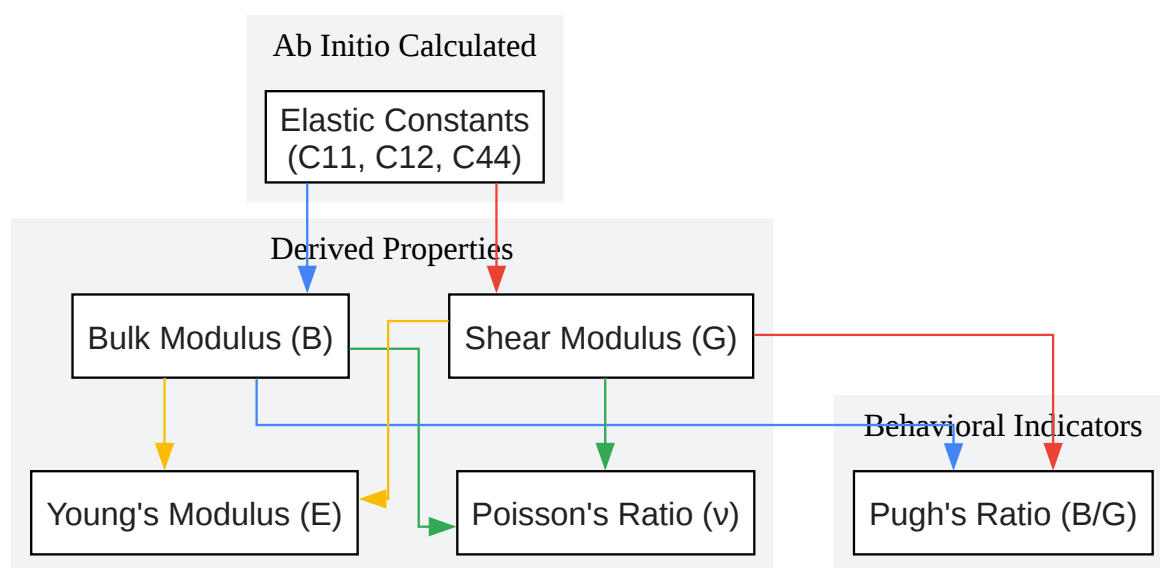 Ab Initio Calculated
Elastic Constants
(C11, C12, C44)
Derived Properties
Bulk Modulus (B)
Shear Modulus (G)
Behavioral Indicators
Young's Modulus (E)
Poisson's Ratio (ν)
Pugh's Ratio (B/G)